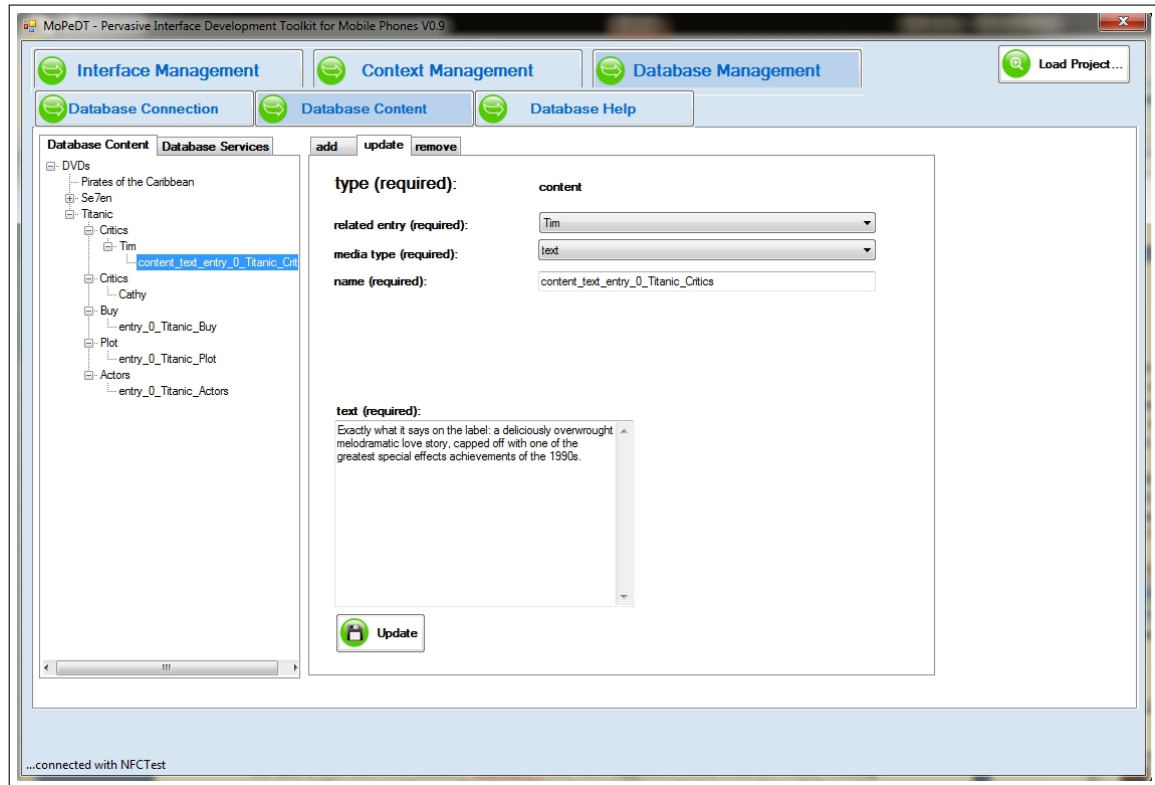 MoPeDT - Pervasive Interface Development Toolkit for Mobile Phones V0.9
Interface Management
Context Management
Database Management
Load Project...
Database Connection
Database Content
Database Help
Database Content
Database Services
add
update
remove
DVDs
Pirates of the Caribbean
Se7en
Titanic
Critics
Tim
content_text_entry_0_Titanic_Crit
Critics
Cathy
Buy
entry_0_Titanic_Buy
Plot
entry_0_Titanic_Plot
Actors
entry_0_Titanic_Actors
type (required):
content
related entry (required):
Tim
media type (required):
text
name (required):
content_text_entry_0_Titanic_Critics
text (required):
Exactly what it says on the label: a deliciously overwrought
melodramatic love story, capped off with one of the
greatest special effects achievements of the 1990s.
Update
...connected with NFCTest